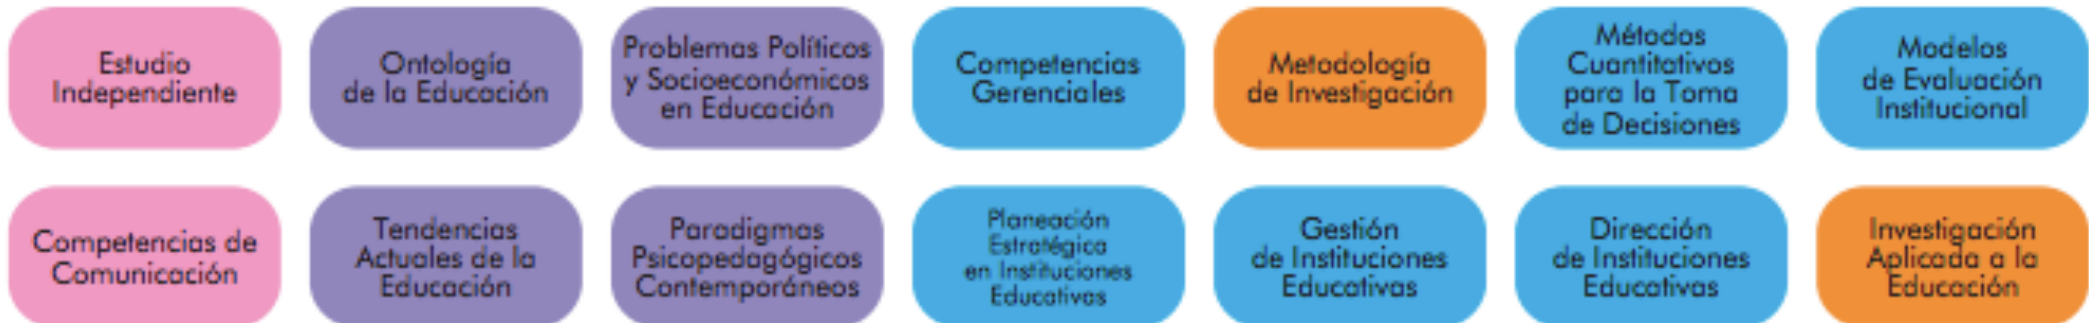 Estudio
Independiente
Ontología
de la Educación
Problemas Políticos
y Socioeconómicos
en Educación
Competencias
Gerenciales
Metodología
de Investigación
Métodos
Cuantitativos
para la Toma
de Decisiones
Modelos
de Evaluación
Institucional
Competencias de
Comunicación
Tendencias
Actuales de la
Educación
Paradigmas
Psicopedagógicos
Contemporáneos
Planeación
Estratégica
en Instituciones
Educativas
Gestión
de Instituciones
Educativas
Dirección
de Instituciones
Educativas
Investigación
Aplicada a la
Educación